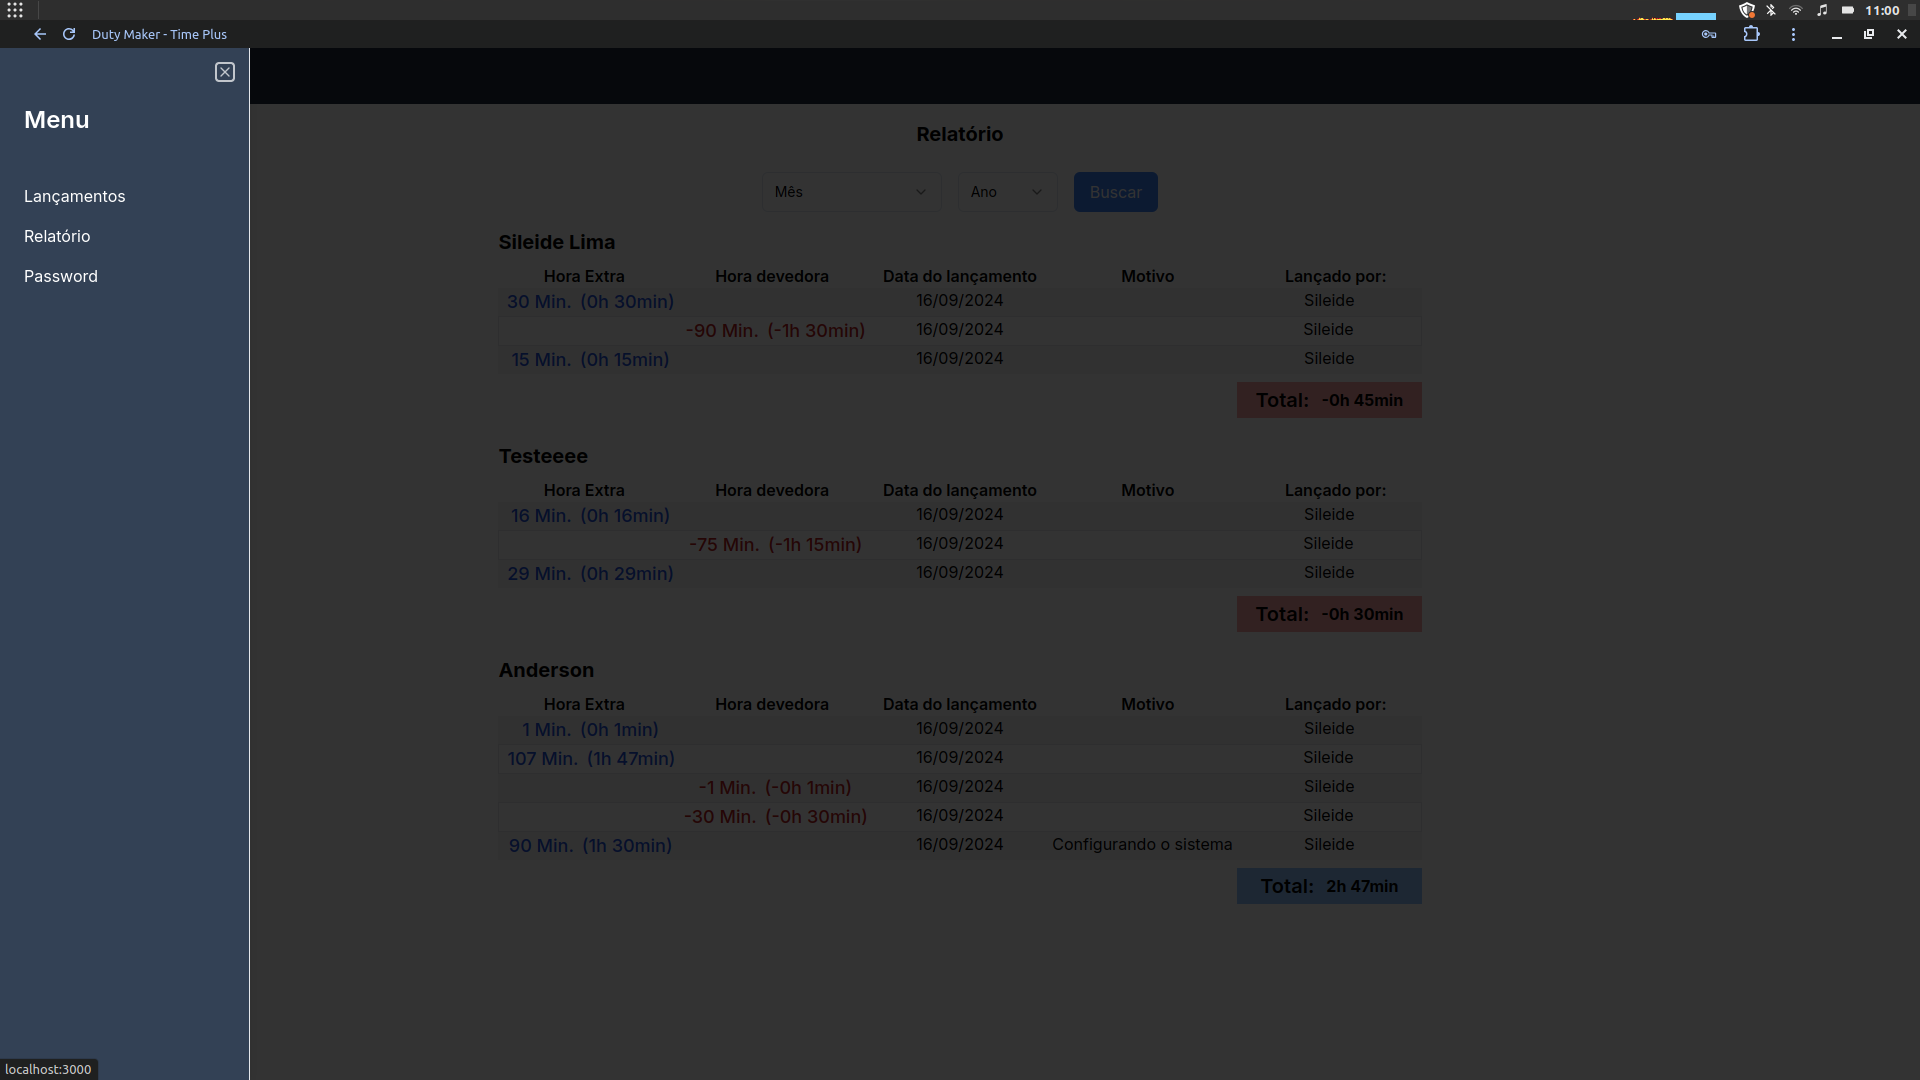 11:00
Duty Maker - Time Plus
Menu
Lançamentos
Relatório
Password
Relatório
Mês Ano Buscar
Sileide Lima
Hora Extra Hora devedora Data do lançamento Motivo Lançado por:
30 Min. (0h 30min) 16/09/2024 Sileide
-90 Min. (-1h 30min) 16/09/2024 Sileide
15 Min. (0h 15min) 16/09/2024 Sileide
Total: -0h 45min
Testeeee
Hora Extra Hora devedora Data do lançamento Motivo Lançado por:
16 Min. (0h 16min) 16/09/2024 Sileide
-75 Min. (-1h 15min) 16/09/2024 Sileide
29 Min. (0h 29min) 16/09/2024 Sileide
Total: -0h 30min
Anderson
Hora Extra Hora devedora Data do lançamento Motivo Lançado por:
1 Min. (0h 1min) 16/09/2024 Sileide
107 Min. (1h 47min) 16/09/2024 Sileide
-1 Min. (-0h 1min) 16/09/2024 Sileide
-30 Min. (-0h 30min) 16/09/2024 Sileide
90 Min. (1h 30min) 16/09/2024 Configurando o sistema Sileide
Total: 2h 47min
localhost:3000